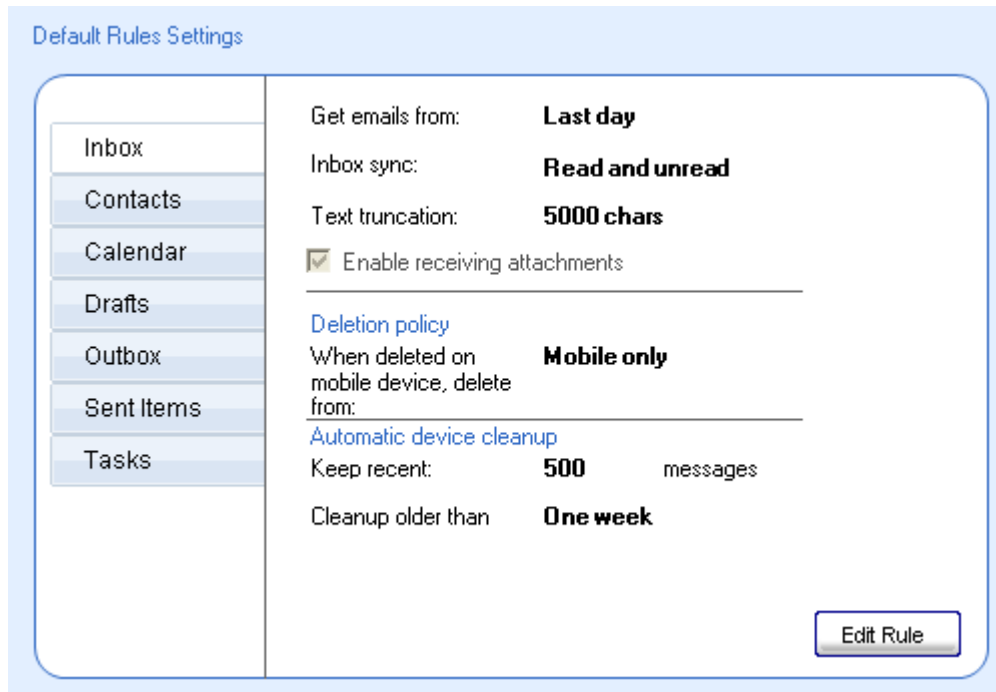 Default Rules Settings
Inbox
Contacts
Calendar
Drafts
Outbox
Sent Items
Tasks
Get emails from: Last day
Inbox sync: Read and unread
Text truncation: 5000 chars
Enable receiving attachments
Deletion policy
When deleted on Mobile only
mobile device, delete
from:
Automatic device cleanup
Keep recent: 500 messages
Cleanup older than One week
Edit Rule